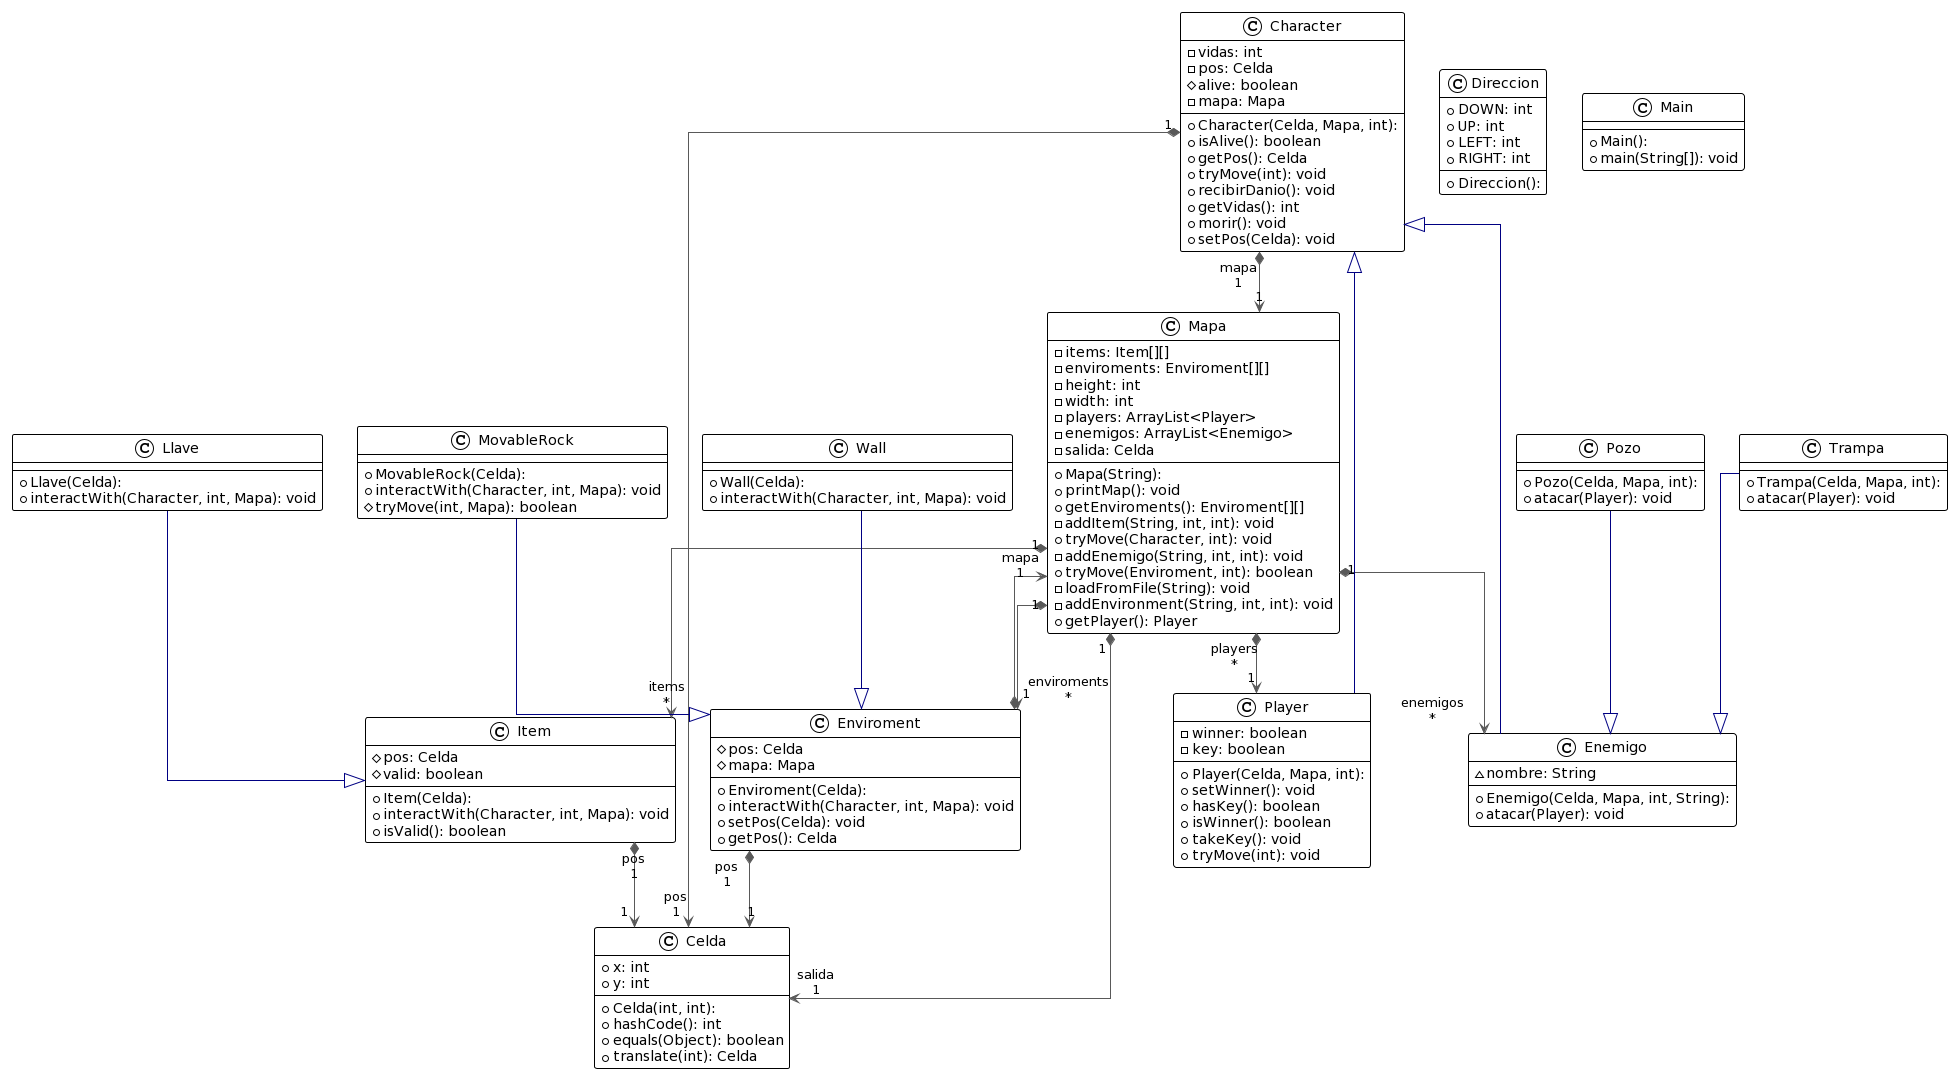 C Character
vidas: int
pos: Celda
alive: boolean
mapa: Mapa
Character(Celda, Mapa, int):
isAlive(): boolean
getPos(): Celda
tryMove(int): void
recibirDanio(): void
getVidas(): int
morir(): void
setPos(Celda): void
C Direccion
DOWN: int
UP: int
LEFT: int
RIGHT: int
Direccion():
C Main
Main():
main(String[]): void
1
mapa
1
1
C Mapa
items: Item[][]
enviroments: Enviroment[][]
height: int
width: int
players: ArrayList<Player>
enemigos: ArrayList<Enemigo>
salida: Celda
Mapa(String):
printMap(): void
getEnviroments(): Enviroment[][]
addItem(String, int, int): void
tryMove(Character, int): void
addEnemigo(String, int, int): void
tryMove(Enviroment, int): boolean
loadFromFile(String): void
addEnvironment(String, int, int): void
getPlayer(): Player
C Llave
Llave(Celda):
interactWith(Character, int, Mapa): void
C MovableRock
MovableRock(Celda):
interactWith(Character, int, Mapa): void
tryMove(int, Mapa): boolean
C Wall
Wall(Celda):
interactWith(Character, int, Mapa): void
C Pozo
Pozo(Celda, Mapa, int):
atacar(Player): void
C Trampa
Trampa(Celda, Mapa, int):
atacar(Player): void
1
mapa
1
1
1
1
players
*
1
items
*
1
enviroments
*
enemigos
*
C Item
pos: Celda
valid: boolean
Item(Celda):
interactWith(Character, int, Mapa): void
isValid(): boolean
C Enviroment
pos: Celda
mapa: Mapa
Enviroment(Celda):
interactWith(Character, int, Mapa): void
setPos(Celda): void
getPos(): Celda
C Player
winner: boolean
key: boolean
Player(Celda, Mapa, int):
setWinner(): void
hasKey(): boolean
isWinner(): boolean
takeKey(): void
tryMove(int): void
C Enemigo
nombre: String
Enemigo(Celda, Mapa, int, String):
atacar(Player): void
pos
1
1
pos
1
pos
1
1
salida
1
C Celda
x: int
y: int
Celda(int, int):
hashCode(): int
equals(Object): boolean
translate(int): Celda